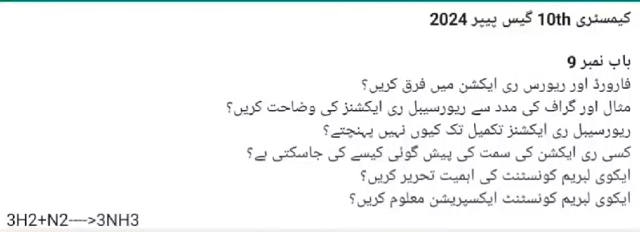 کیمسٹری 10th گیس پیپر 2024
باب نمبر 9
فارورڈ اور ریورس ری ایکشن میں فرق کریں؟
مثال اور گراف کی مدد سے ریورسیبل ری ایکشنز کی وضاحت کریں؟
ریورسیبل ری ایکشنز تکمیل تک کیوں نہیں پہنچتے؟
کسی ری ایکشن کی سمت کی پیش گوئی کیسے کی جاسکتی ہے؟
ایکوی لبریم کونسٹنٹ کی اہمیت تحریر کریں؟
ایکوی لبریم کونسٹنٹ ایکسپریشن معلوم کریں؟
3H2+N2---->3NH3